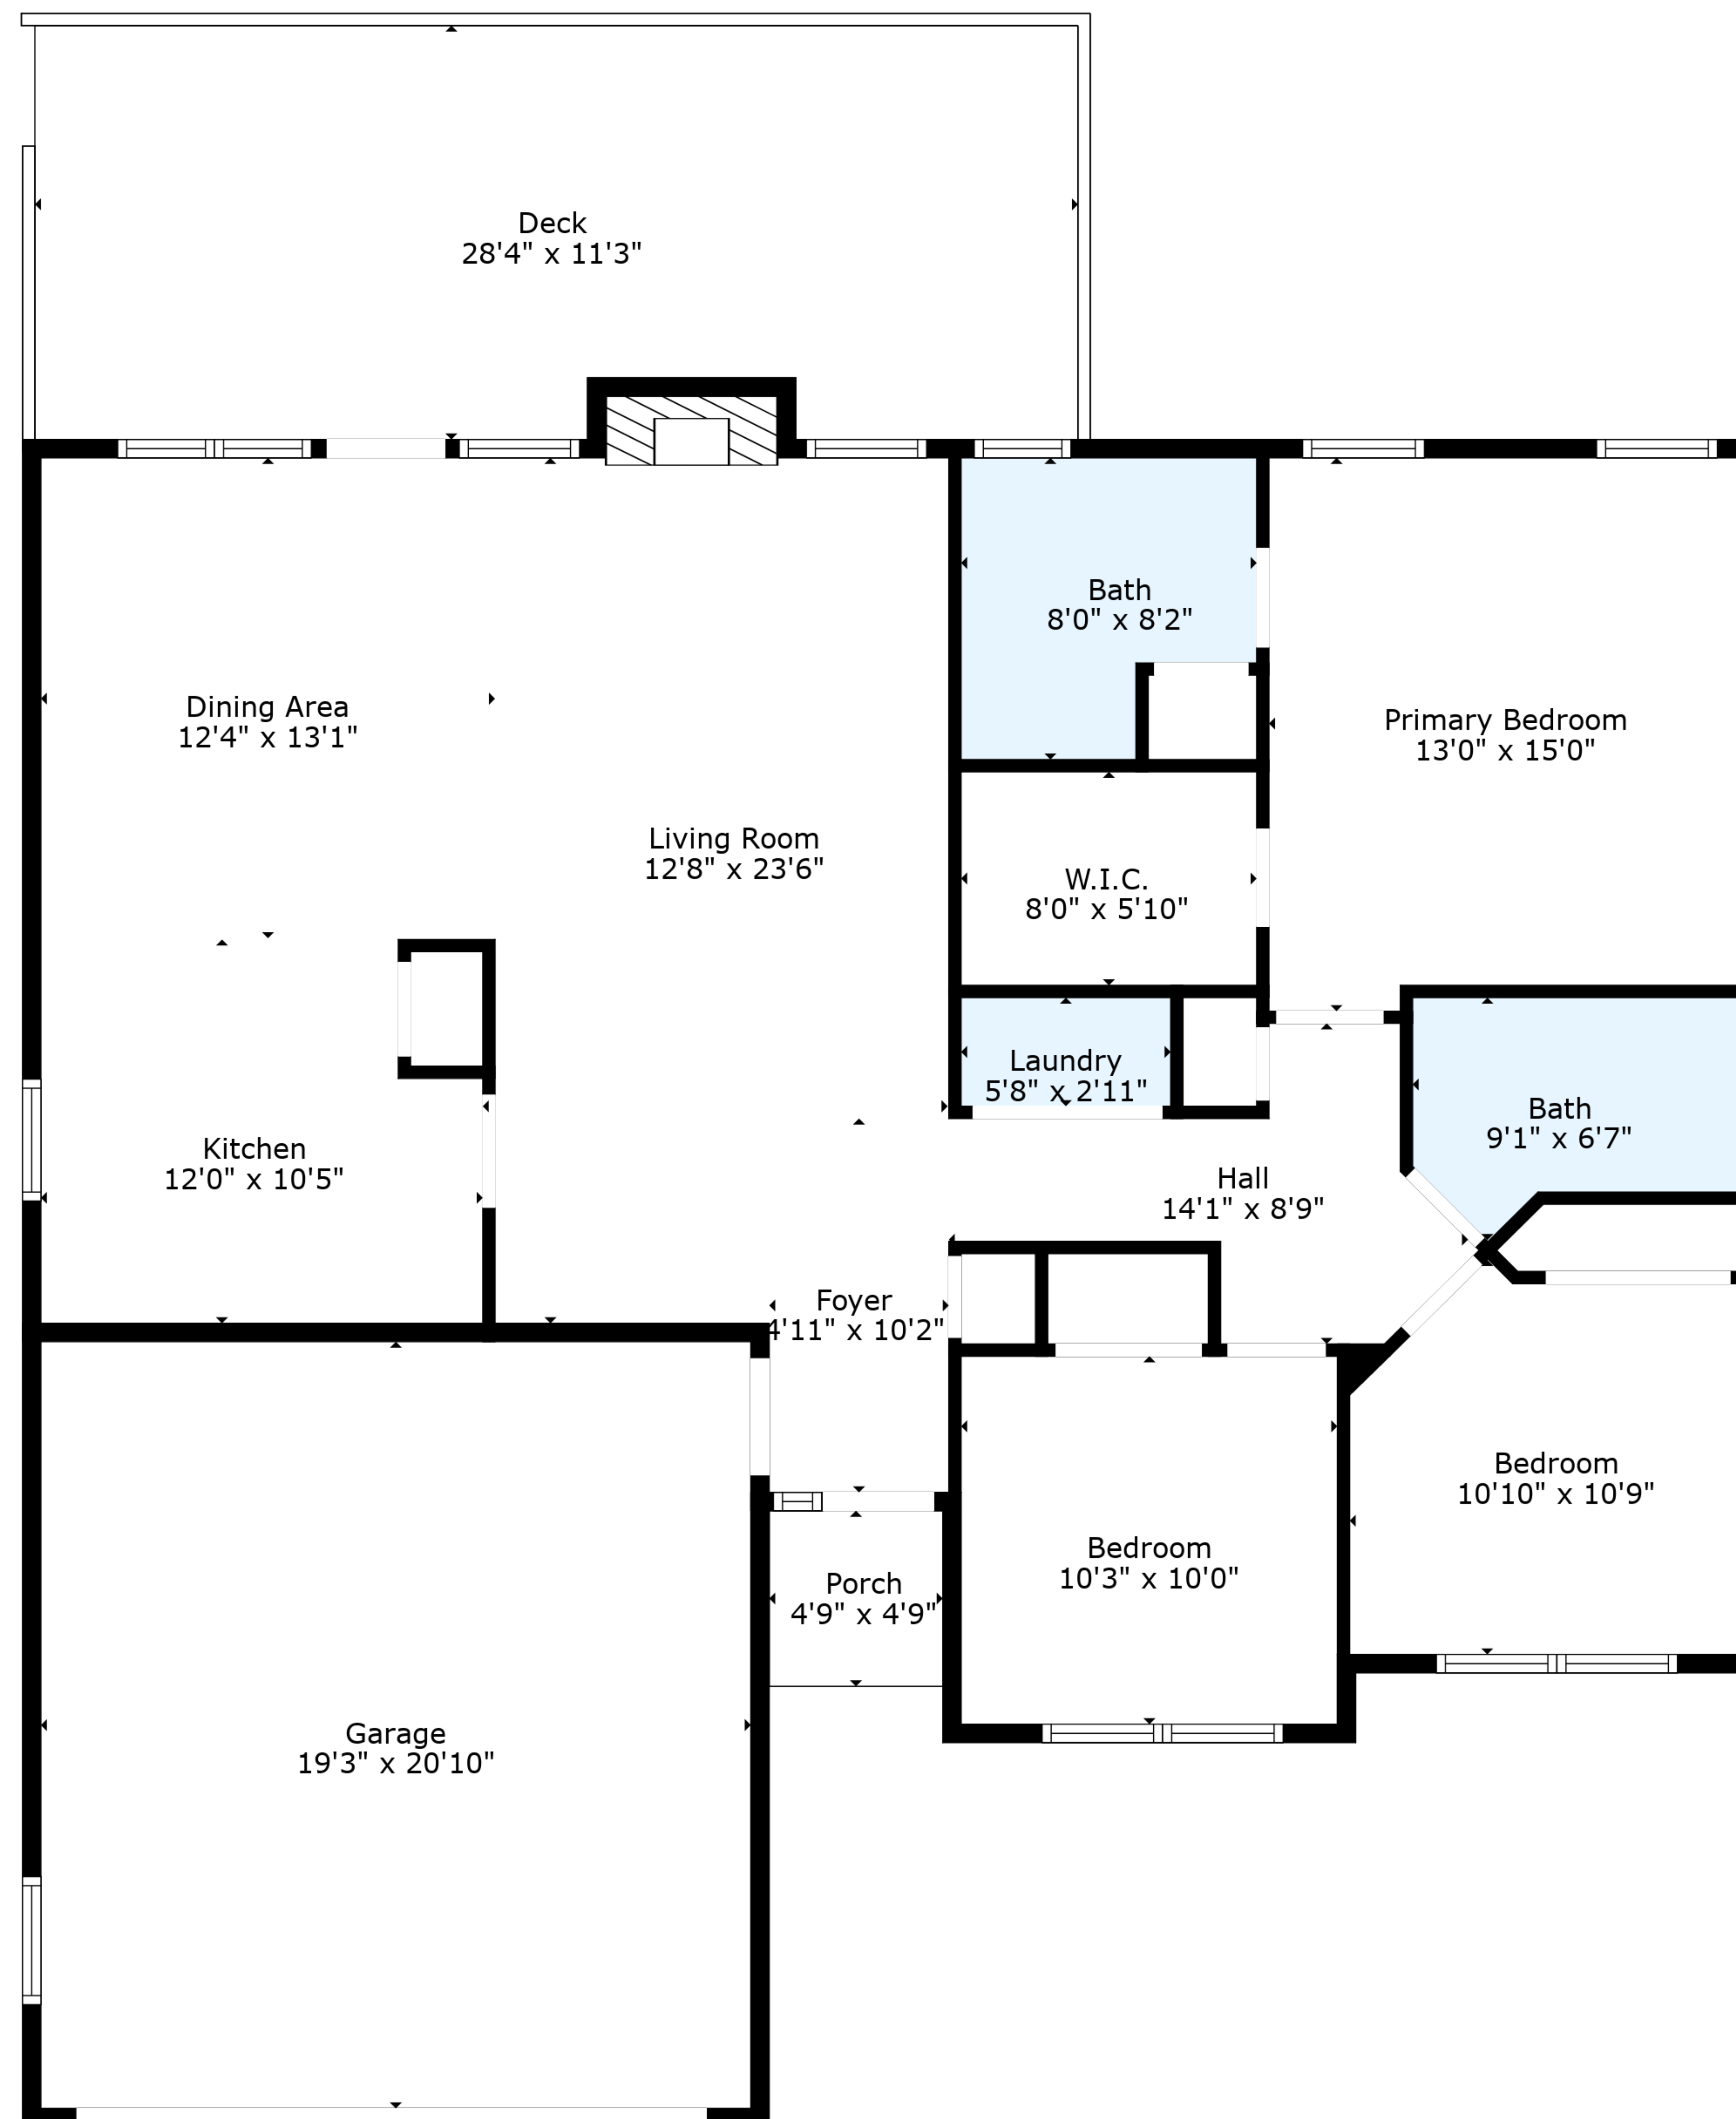 Deck
28'4" x 11'3"
Bath
8'0" x 8'2"
Dining Area
12'4" x 13'1"
Primary Bedroom
13'0" x 15'0"
Living Room
12'8" x 23'6"
W.I.C.
8'0" x 5'10"
Laundry
5'8" x 2'11"
Bath
9'1" x 6'7"
Kitchen
12'0" x 10'5"
Hall
14'1" x 8'9"
Foyer
4'11" x 10'2"
Bedroom
10'10" x 10'9"
Bedroom
10'3" x 10'0"
Porch
4'9" x 4'9"
Garage
19'3" x 20'10"